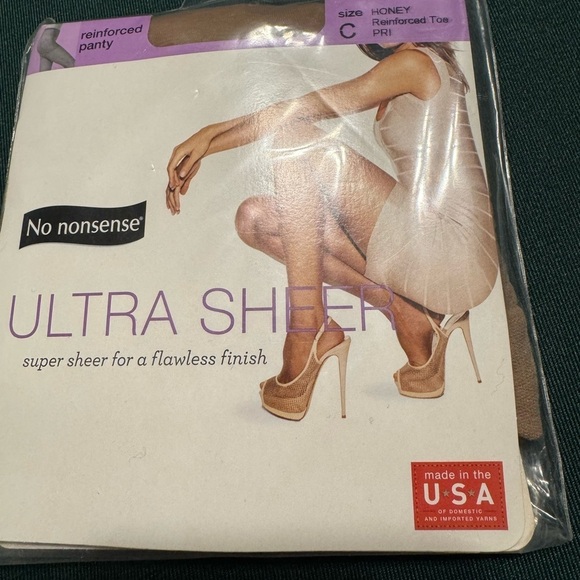 reinforced
panty
size
C
HONEY
Reinforced Toe
PRI
No nonsense®
ULTRA SHEER
super sheer for a flawless finish
made in the
U★S★A
OF DOMESTIC
AND IMPORTED YARNS